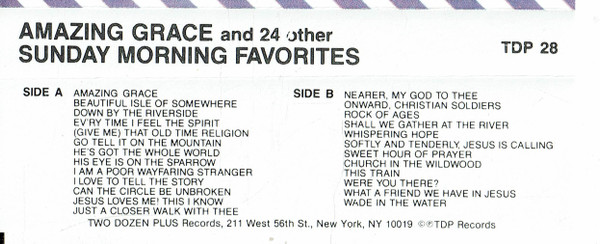 AMAZING GRACE and 24 other
SUNDAY MORNING FAVORITES
TDP 28
SIDE A
AMAZING GRACE
BEAUTIFUL ISLE OF SOMEWHERE
DOWN BY THE RIVERSIDE
EV'RY TIME I FEEL THE SPIRIT
(GIVE ME) THAT OLD TIME RELIGION
GO TELL IT ON THE MOUNTAIN
HE'S GOT THE WHOLE WORLD
HIS EYE IS ON THE SPARROW
I AM A POOR WAYFARING STRANGER
I LOVE TO TELL THE STORY
CAN THE CIRCLE BE UNBROKEN
JESUS LOVES ME! THIS I KNOW
JUST A CLOSER WALK WITH THEE
SIDE B
NEARER, MY GOD TO THEE
ONWARD, CHRISTIAN SOLDIERS
ROCK OF AGES
SHALL WE GATHER AT THE RIVER
WHISPERING HOPE
SOFTLY AND TENDERLY, JESUS IS CALLING
SWEET HOUR OF PRAYER
CHURCH IN THE WILDWOOD
THIS TRAIN
WERE YOU THERE?
WHAT A FRIEND WE HAVE IN JESUS
WADE IN THE WATER
TWO DOZEN PLUS Records, 211 West 56th St., New York, NY 10019 ©℗TDP Records